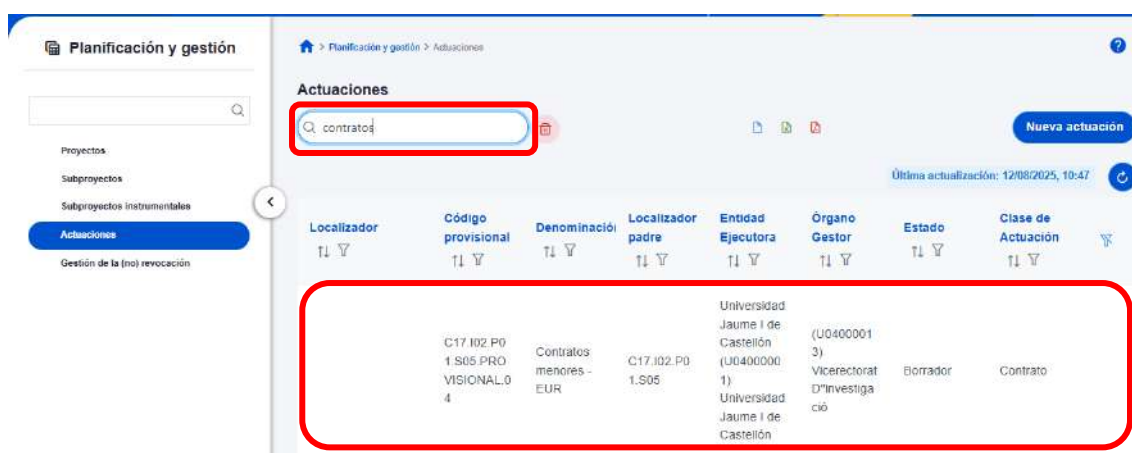 Planificación y gestión
> Planificación y gestión > Actuaciones
Actuaciones
contratos
Nueva actuación
Última actualización: 12/08/2025, 10:47
Proyectos
Subproyectos
Subproyectos instrumentales
Actuaciones
Gestión de la (no) revocación
Localizador
Código
provisional
Denominación
Localizador
padre
Entidad
Ejecutora
Órgano
Gestor
Estado
Clase de
Actuación
C17.I02.P0
1.S05.PRO
VISIONAL.0
4
Contratos
menores -
EUR
C17.I02.P0
1.S05
Universidad
Jaume I de
Castellón
(U0400000
1)
Universidad
Jaume I de
Castellón
(U0400001
3)
Vicerectorat
D"Investiga
ció
Borrador
Contrato